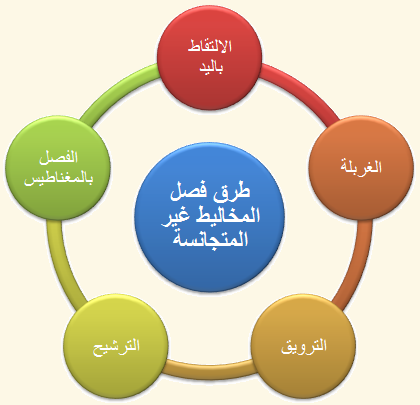 طرق فصل
المخاليط غير
المتجانسة
الالتقاط
باليد
الغربلة
الترويق
الترشيح
الفصل
بالمغناطيس